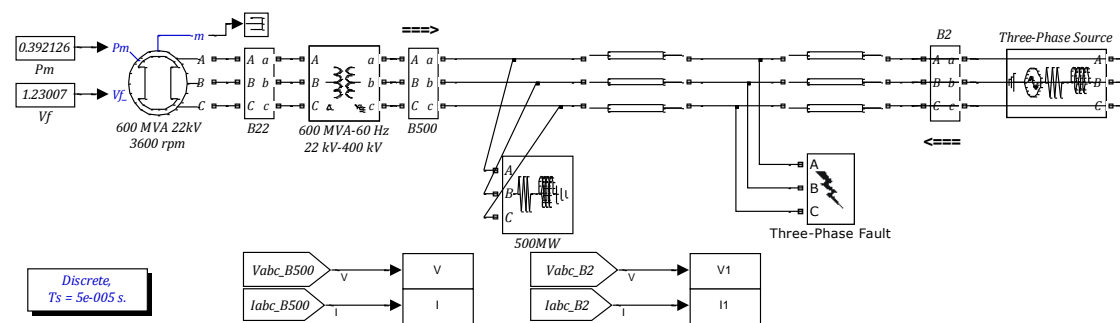 0.392126
Pm
1.23007
Vf
Pm
Vf_
m
A
B
C
600 MVA 22kV
3600 rpm
A a
B b
C c
B22
A a
B b
C c
600 MVA-60 Hz
22 kV-400 kV
===>
A a
B b
C c
B500
A
B
C
500MW
A
B
C
Three-Phase Fault
B2
A a
B b
C c
<===
Three-Phase Source
A
B
C
Discrete,
Ts = 5e-005 s.
Vabc_B500
V
V
Iabc_B500
I
I
Vabc_B2
V
V1
Iabc_B2
I
I1